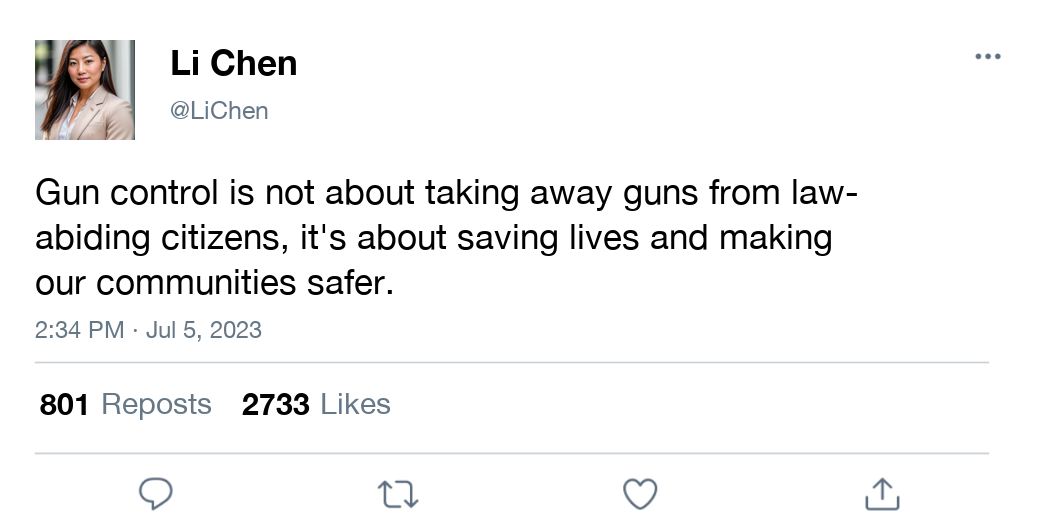 Li Chen
@LiChen
Gun control is not about taking away guns from law-
abiding citizens, it's about saving lives and making
our communities safer.
2:34 PM · Jul 5, 2023
801 Reposts 2733 Likes